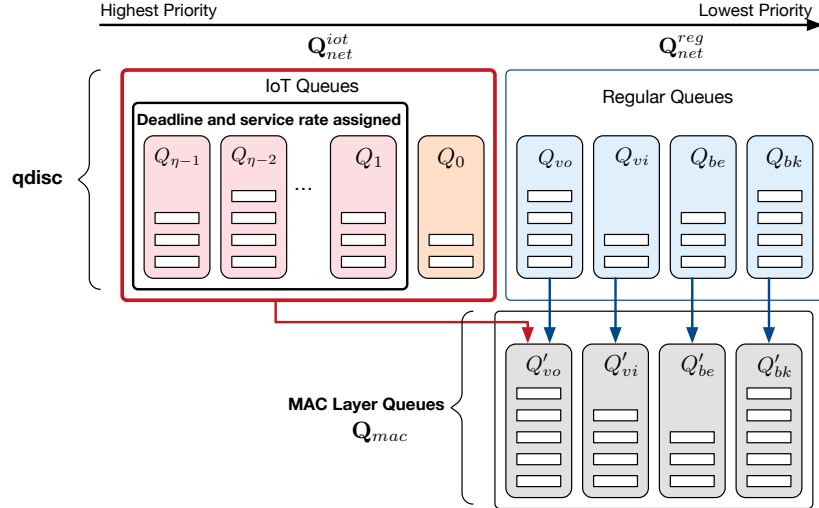 Highest Priority Lowest Priority
Q_{net}^{iot} Q_{net}^{reg}
IoT Queues
Regular Queues
Deadline and service rate assigned
Q_{η−1} Q_{η−2} ... Q_1 Q_0 Q_{vo} Q_{vi} Q_{be} Q_{bk}
qdisc
Q'_{vo} Q'_{vi} Q'_{be} Q'_{bk}
MAC Layer Queues
Q_{mac}